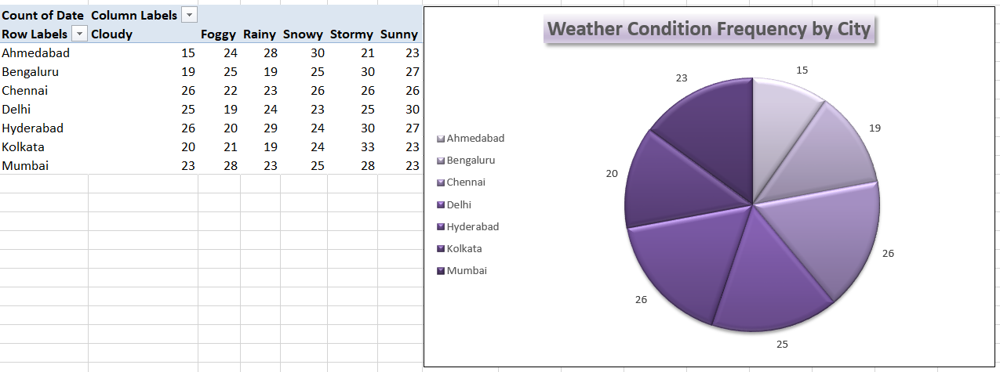 Count of Date Column Labels
Row Labels Cloudy Foggy Rainy Snowy Stormy Sunny
Ahmedabad 15 24 28 30 21 23
Bengaluru 19 25 19 25 30 27
Chennai 26 22 23 26 26 26
Delhi 25 19 24 23 25 30
Hyderabad 26 20 29 24 30 27
Kolkata 20 21 19 24 33 23
Mumbai 23 28 23 25 28 23
Weather Condition Frequency by City
Ahmedabad
Bengaluru
Chennai
Delhi
Hyderabad
Kolkata
Mumbai
15
19
26
25
26
20
23